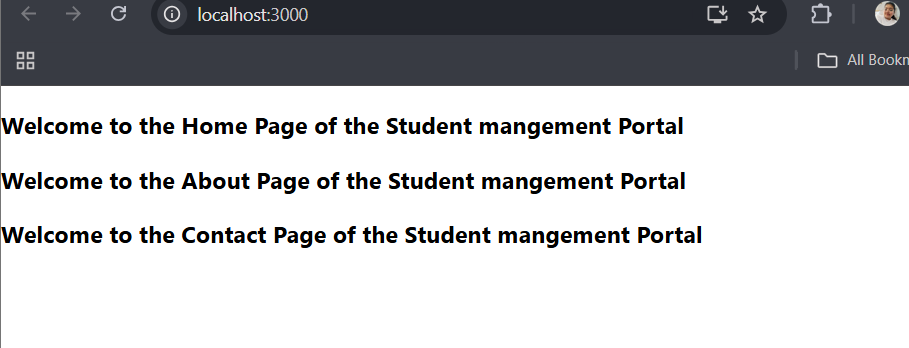 localhost:3000
All Bookm
Welcome to the Home Page of the Student mangement Portal
Welcome to the About Page of the Student mangement Portal
Welcome to the Contact Page of the Student mangement Portal